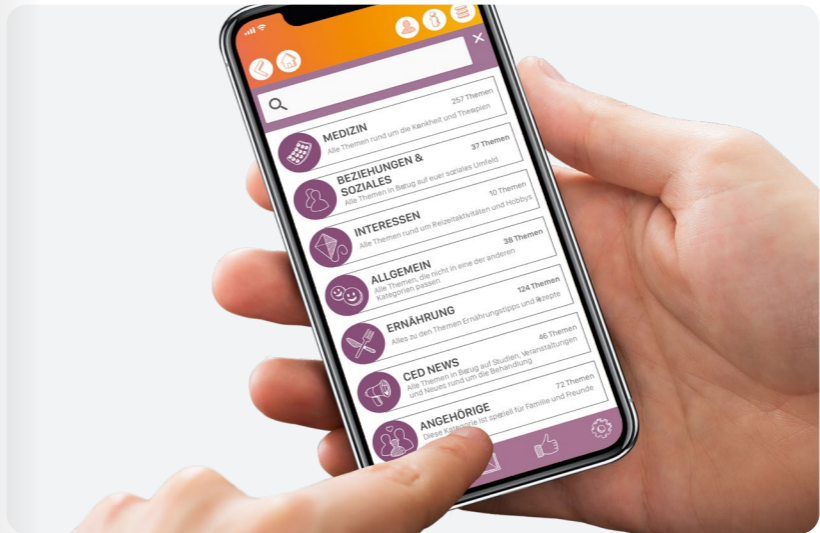 257 Themen
MEDIZIN
Alle Themen rund um die Krankheit und Therapien
37 Themen
BEZIEHUNGEN &
SOZIALES
Alle Themen in Bezug auf euer soziales Umfeld
10 Themen
INTERESSEN
Alle Themen rund um Reizeitaktivitäten und Hobbys
38 Themen
ALLGEMEIN
Alle Themen, die nicht in eine der anderen
Kategorien passen
124 Themen
ERNÄHRUNG
Alles zu den Themen Ernährungstipps und Rezepte
46 Themen
CED NEWS
Alle Themen in Bezug auf Studien, Veranstaltungen
und Neues rund um die Behandlung
72 Themen
ANGEHÖRIGE
Diese Kategorie ist speziell für Familie und Freunde